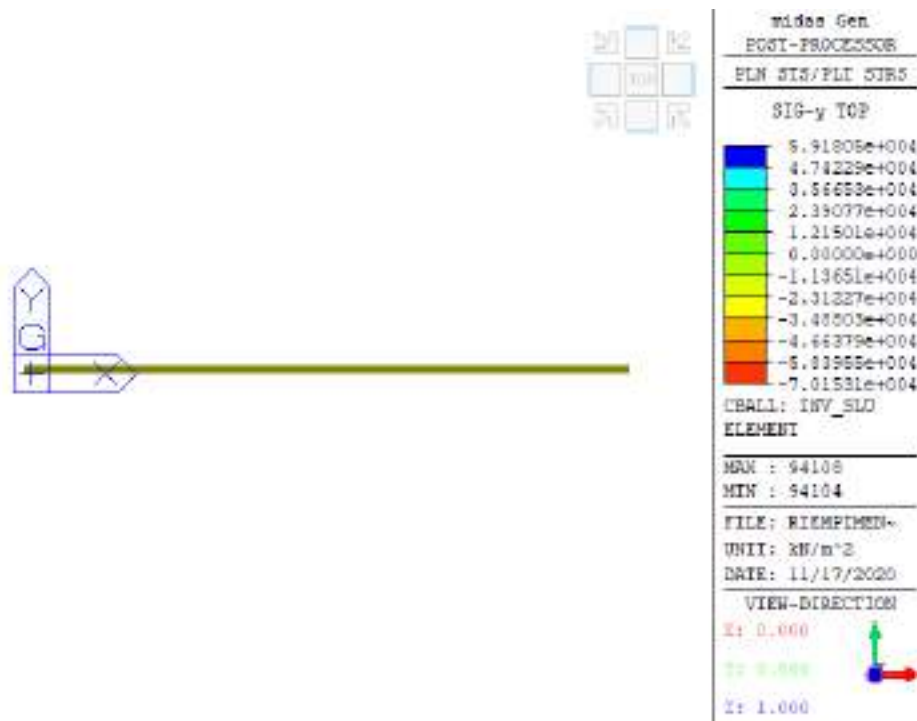 TOP
Y
G
X
midas Gen
POST-PROCESSOR
PLN STS/PLT STRS
SIG-y TOP
5.91805e+004
4.74229e+004
3.56653e+004
2.39077e+004
1.21501e+004
0.00000e+000
-1.13651e+004
-2.31227e+004
-3.48803e+004
-4.66379e+004
-5.83955e+004
-7.01531e+004
CBALL: INV_SLU
ELEMENT
MAX : 94108
MIN : 94104
FILE: RIEMPIMEN~
UNIT: kN/m^2
DATE: 11/17/2020
VIEW-DIRECTION
X: 0.000
Y: 0.000
Z: 1.000